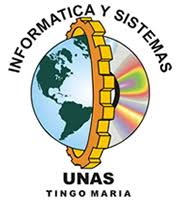 INFORMATICA Y SISTEMAS
UNAS
TINGO MARIA